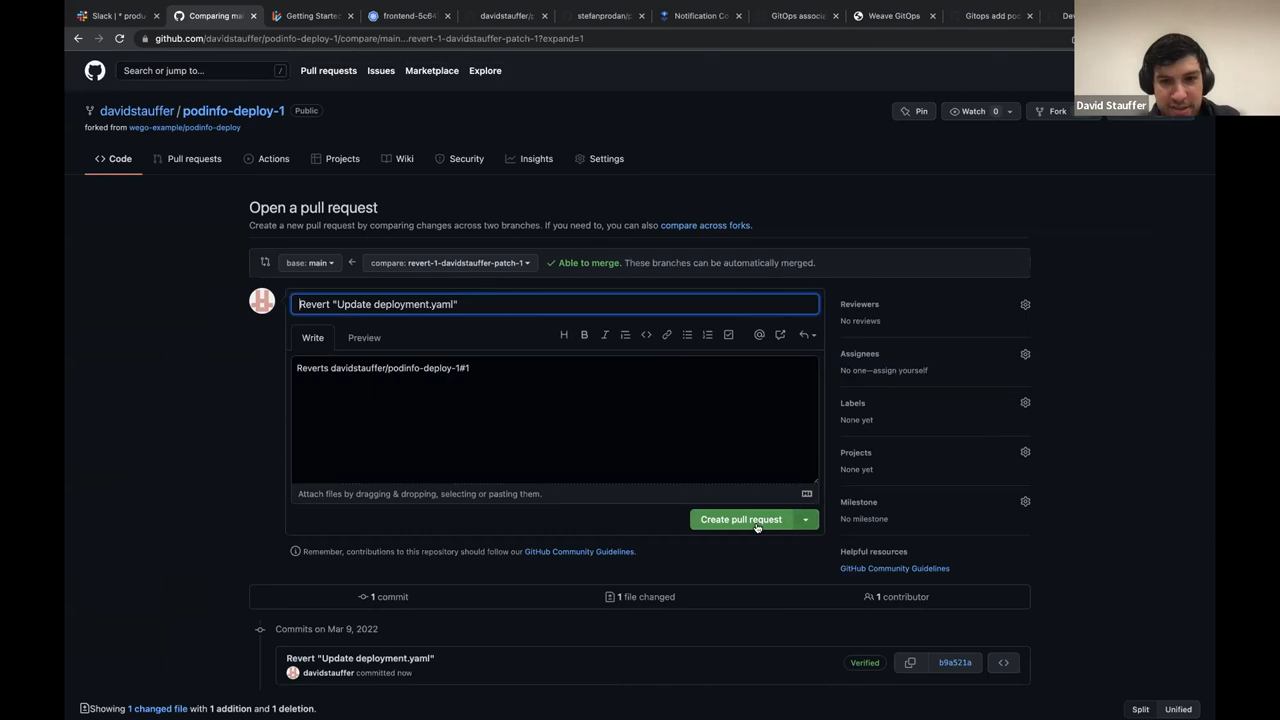 Slack | * produ
Comparing ma
Getting Starte
frontend-5c64
davidstauffer/p
stefanprodan/
Notification Co
GitOps associa
Weave GitOps
Gitops add poc
Dev
github.com/davidstauffer/podinfo-deploy-1/compare/main...revert-1-davidstauffer-patch-1?expand=1
Search or jump to... /
Pull requests Issues Marketplace Explore
David Stauffer
davidstauffer / podinfo-deploy-1 Public
Pin Watch 0 Fork
forked from wego-example/podinfo-deploy
Code Pull requests Actions Projects Wiki Security Insights Settings
Open a pull request
Create a new pull request by comparing changes across two branches. If you need to, you can also compare across forks.
base: main compare: revert-1-davidstauffer-patch-1 Able to merge. These branches can be automatically merged.
Revert "Update deployment.yaml"
Write Preview
Reverts davidstauffer/podinfo-deploy-1#1
Attach files by dragging & dropping, selecting or pasting them.
Create pull request
Remember, contributions to this repository should follow our GitHub Community Guidelines.
Reviewers
No reviews
Assignees
No one—assign yourself
Labels
None yet
Projects
None yet
Milestone
No milestone
Helpful resources
GitHub Community Guidelines
1 commit 1 file changed 1 contributor
Commits on Mar 9, 2022
Revert "Update deployment.yaml"
davidstauffer committed now
Verified b9a521a
Showing 1 changed file with 1 addition and 1 deletion.
Split Unified